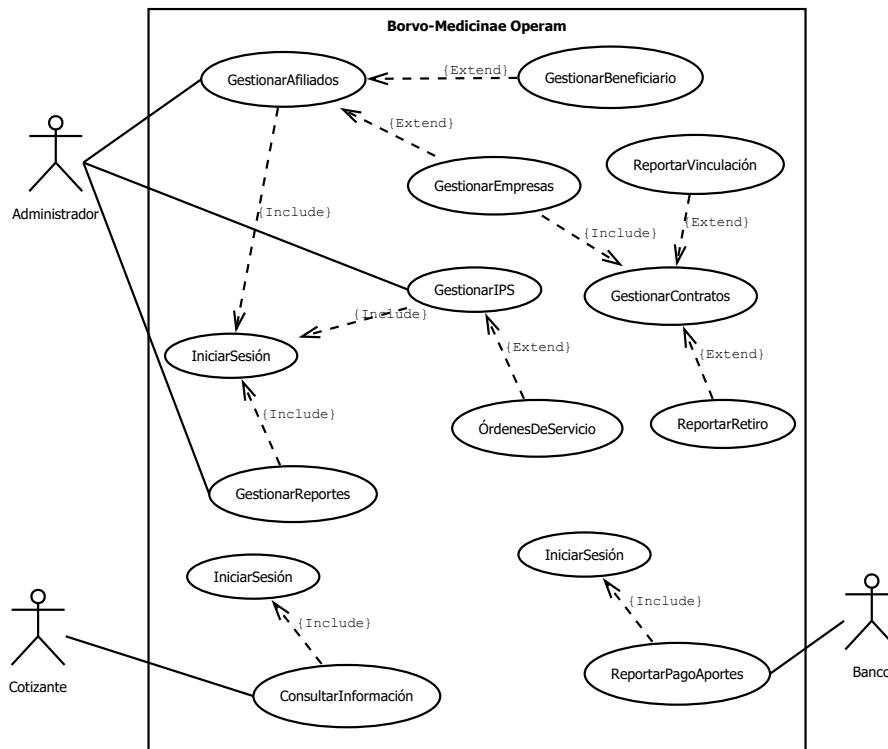 Borvo-Medicinae Operam
GestionarAfiliados
{Extend}
GestionarBeneficiario
{Extend}
ReportarVinculación
GestionarEmpresas
Administrador
{Include}
{Include}
{Extend}
GestionarIPS
GestionarContratos
{Include}
IniciarSesión
{Extend}
{Extend}
{Include}
ÓrdenesDeServicio
ReportarRetiro
GestionarReportes
IniciarSesión
IniciarSesión
{Include}
{Include}
Cotizante
ConsultarInformación
ReportarPagoAportes
Banco